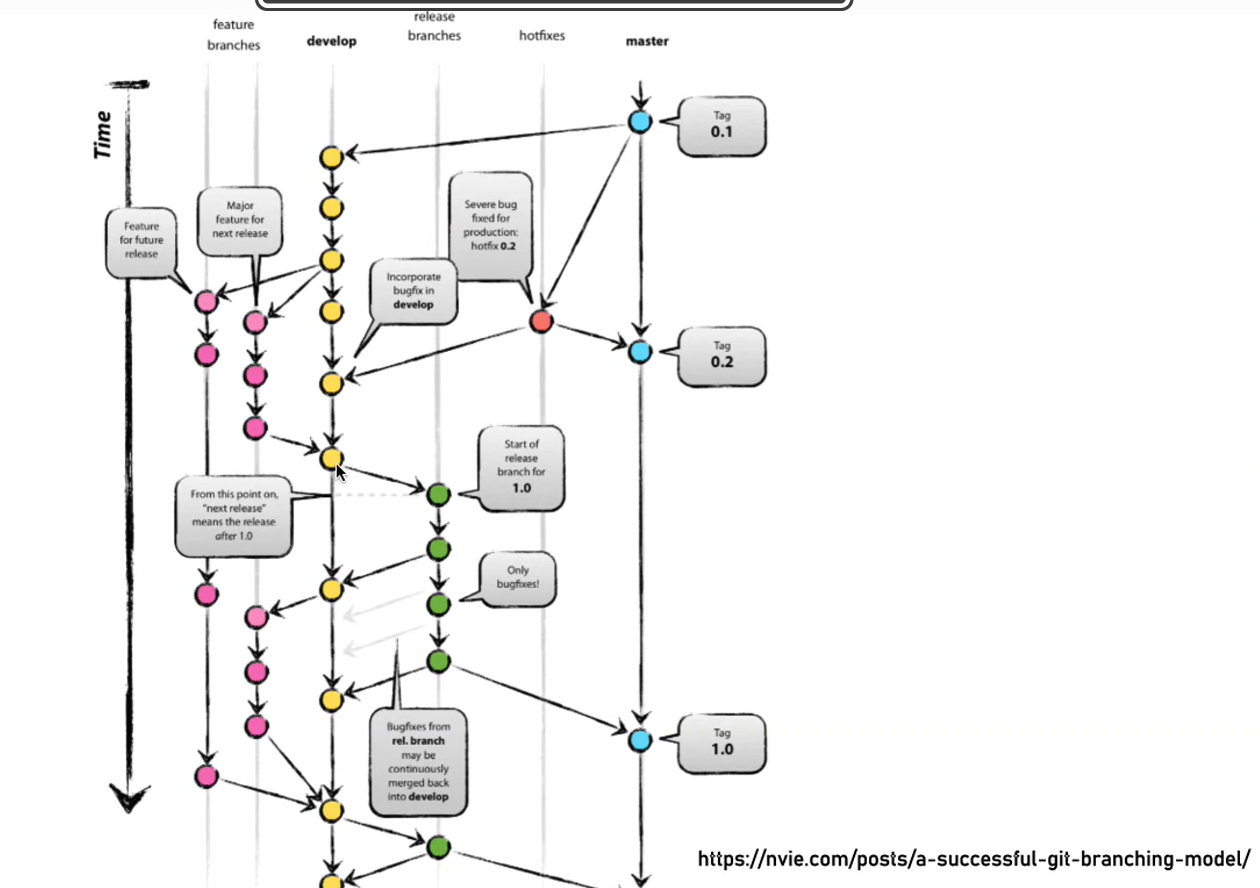 feature
branches
develop
release
branches
hotfixes
master
Time
Tag
0.1
Feature
for future
release
Major
feature for
next release
Severe bug
fixed for
production:
hotfix 0.2
Incorporate
bugfix in
develop
Tag
0.2
Start of
release
branch for
1.0
From this point on,
“next release”
means the release
after 1.0
Only
bugfixes!
Bugfixes from
rel. branch
may be
continuously
merged back
into develop
Tag
1.0
https://nvie.com/posts/a-successful-git-branching-model/